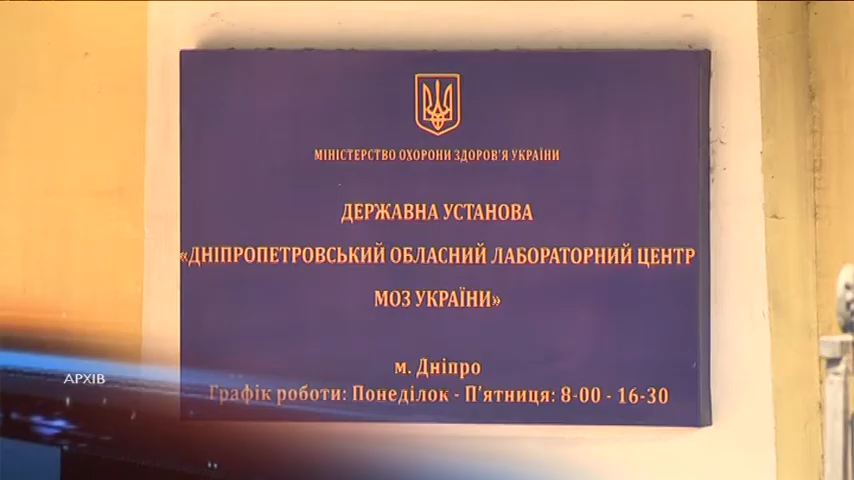 МІНІСТЕРСТВО ОХОРОНИ ЗДОРОВ'Я УКРАЇНИ
ДЕРЖАВНА УСТАНОВА
«ДНІПРОПЕТРОВСЬКИЙ ОБЛАСНИЙ ЛАБОРАТОРНИЙ ЦЕНТР
МОЗ УКРАЇНИ»
м. Дніпро
Графік роботи: Понеділок - П'ятниця: 8-00 - 16-30
АРХІВ